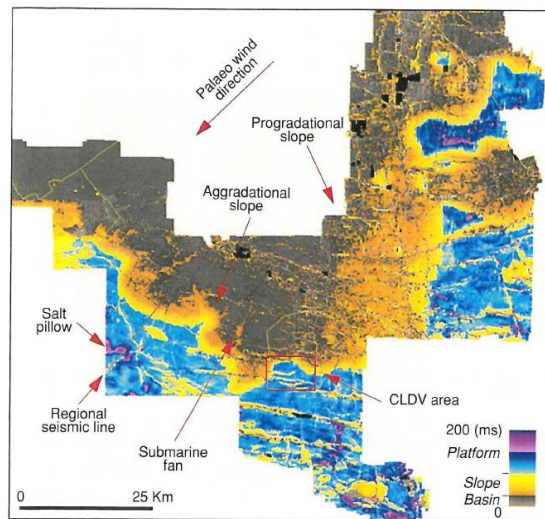 Palaeo wind
direction
Progradational
slope
Aggradational
slope
Salt
pillow
Regional
seismic line
Submarine
fan
CLDV area
200 (ms)
Platform
Slope
Basin
0
0 25 Km